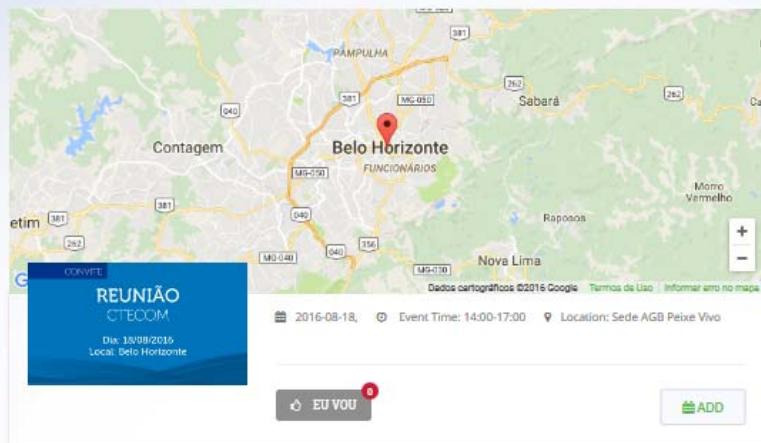 381
PAMPULHA
262
381
MG-050
262
Sabará
040
Contagem
Belo Horizonte
FUNCIONÁRIOS
MG-050
Morro
Vermelho
381
etim
381
040
Raposos
262
356
040
MG-040
Nova Lima
MG-030
+
−
G
Dados cartográficos ©2016 Google Termos de Uso Informar erro no mapa
CONVITE
REUNIÃO
CTECOM
Dia: 18/08/2016
Local: Belo Horizonte
2016-08-18, Event Time: 14:00-17:00 Location: Sede AGB Peixe Vivo
EU VOU
0
ADD